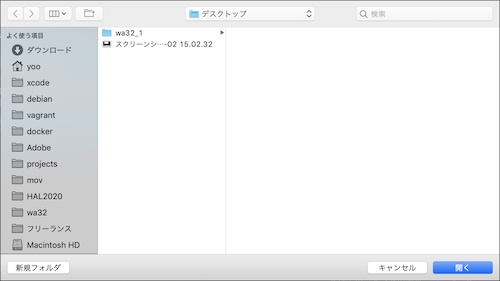 デスクトップ
検索
よく使う項目
ダウンロード
yoo
xcode
debian
vagrant
docker
Adobe
projects
mov
HAL2020
wa32
フリーランス
Macintosh HD
wa32_1
スクリーンシ…-02 15.02.32
新規フォルダ
キャンセル
開く